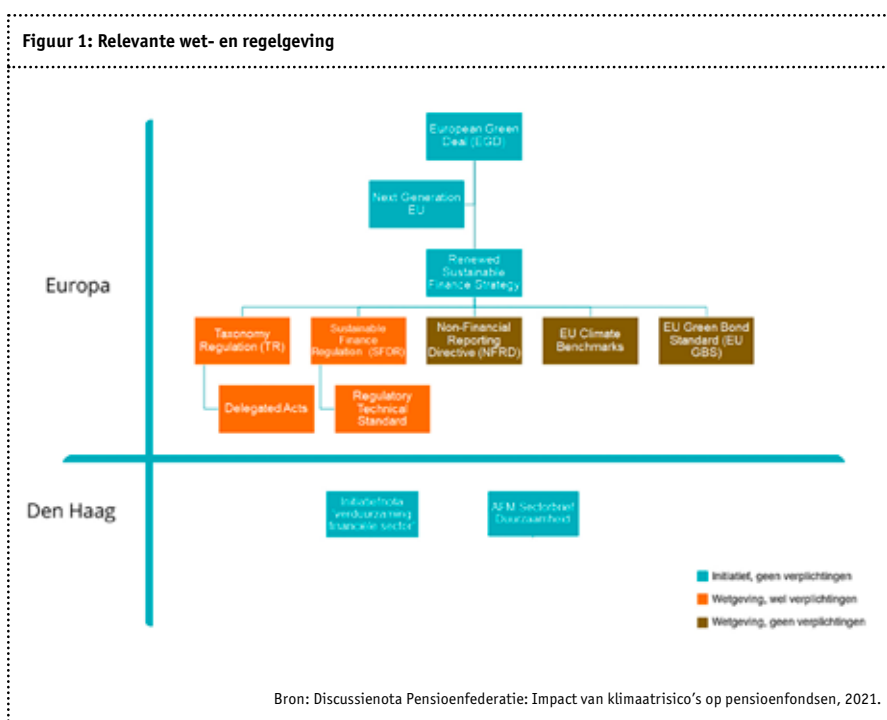 Figuur 1: Relevante wet- en regelgeving
European Green
Deal (EGD)
Next Generation
EU
Renewed
Sustainable
Finance Strategy
Europa
Taxonomy
Regulation (TR)
Sustainable
Finance
Regulation (SFOR)
Non-Financial
Reporting
Directive (NFRD)
EU Climate
Benchmarks
EU Green Bond
Standard (EU
GBS)
Delegated Acts
Regulatory
Technical
Standard
Den Haag
Initiatiefnota
'verduurzaming
financiële sector'
AFM Sectorbrief
Duurzaamheid
Initiatief, geen verplichtingen
Wetgeving, wel verplichtingen
Wetgeving, geen verplichtingen
Bron: Discussienota Pensioenfederatie: Impact van klimaatrisico's op pensioenfondsen, 2021.